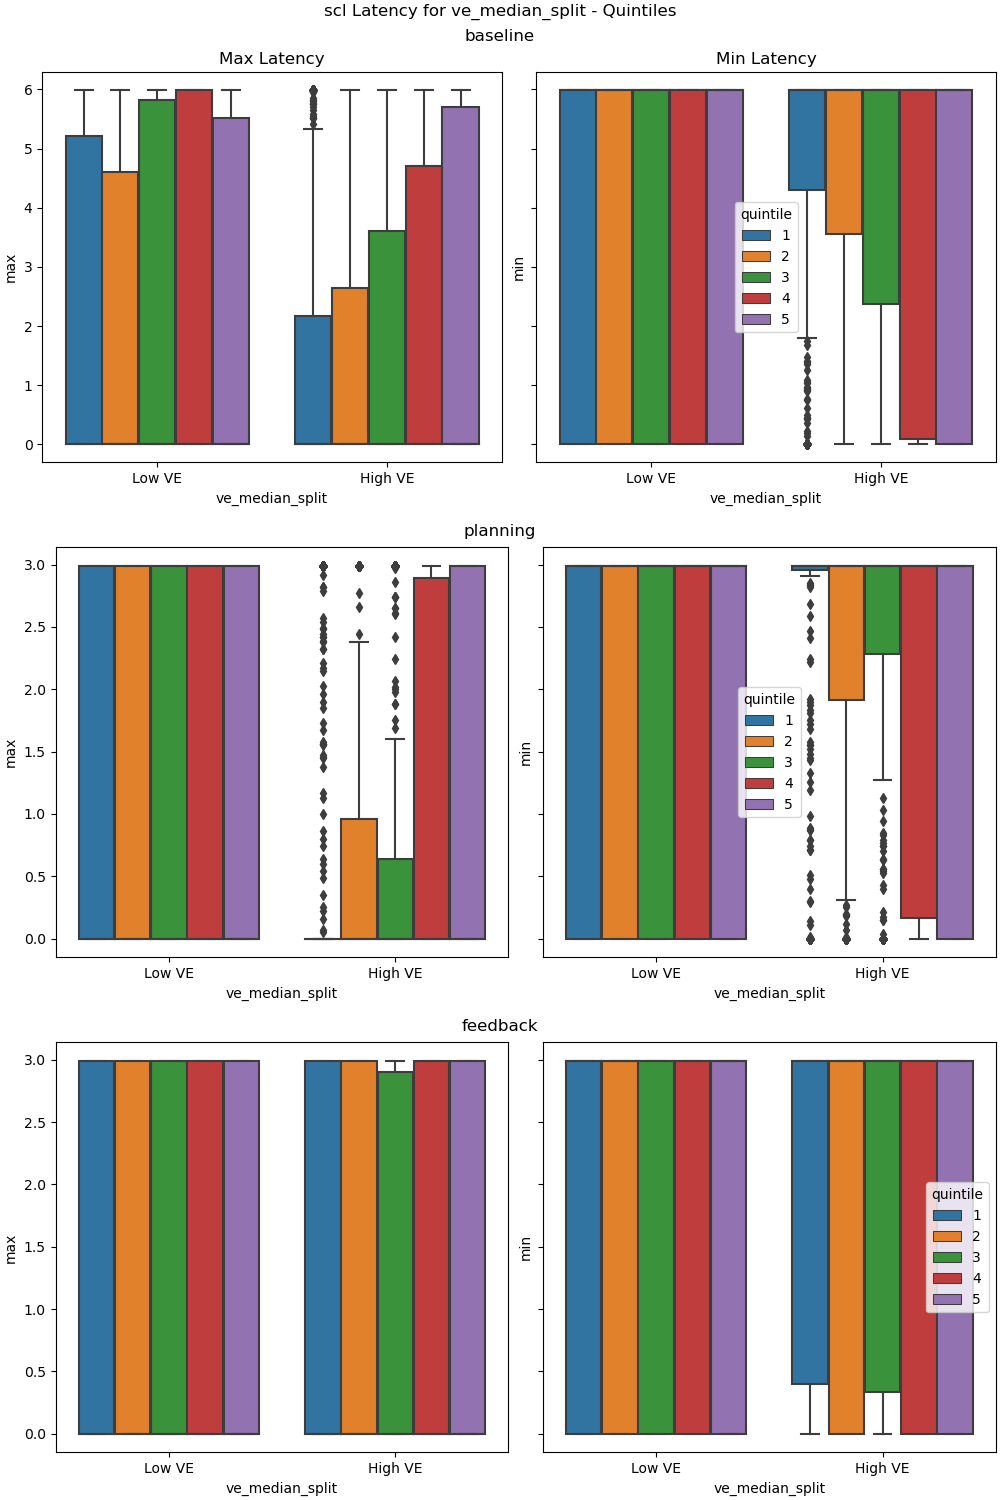 scl Latency for ve_median_split - Quintiles
baseline
Max Latency
Min Latency
6
5
4
3
2
1
0
max
min
quintile
1
2
3
4
5
Low VE
High VE
Low VE
High VE
ve_median_split
ve_median_split
planning
3.0
2.5
2.0
1.5
1.0
0.5
0.0
max
min
quintile
1
2
3
4
5
Low VE
High VE
Low VE
High VE
ve_median_split
ve_median_split
feedback
3.0
2.5
2.0
1.5
1.0
0.5
0.0
max
min
quintile
1
2
3
4
5
Low VE
High VE
Low VE
High VE
ve_median_split
ve_median_split